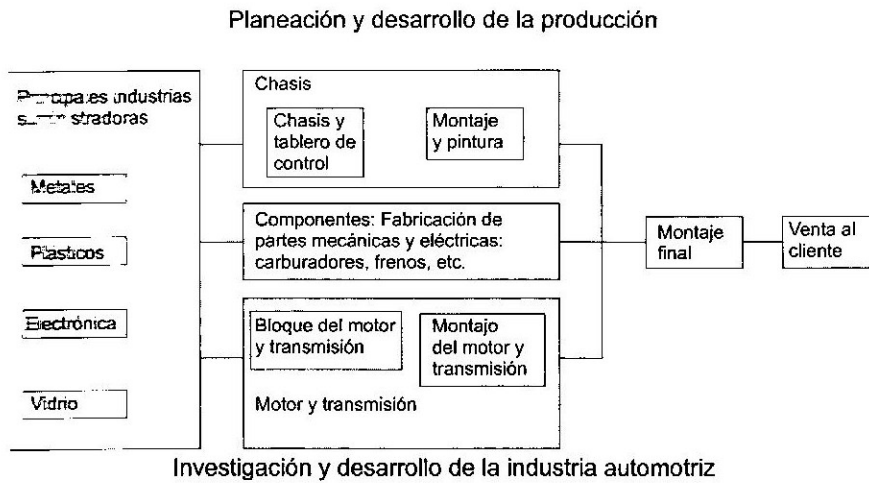 Planeación y desarrollo de la producción
Principales industrias
suministradoras
Metales
Plásticos
Electrónica
Vidrio
Chasis
Chasis y
tablero de
control
Montaje
y pintura
Componentes: Fabricación de
partes mecánicas y eléctricas:
carburadores, frenos, etc.
Bloque del motor
y transmisión
Montajo
del motor y
transmisión
Motor y transmisión
Montaje
final
Venta al
cliente
Investigación y desarrollo de la industria automotriz